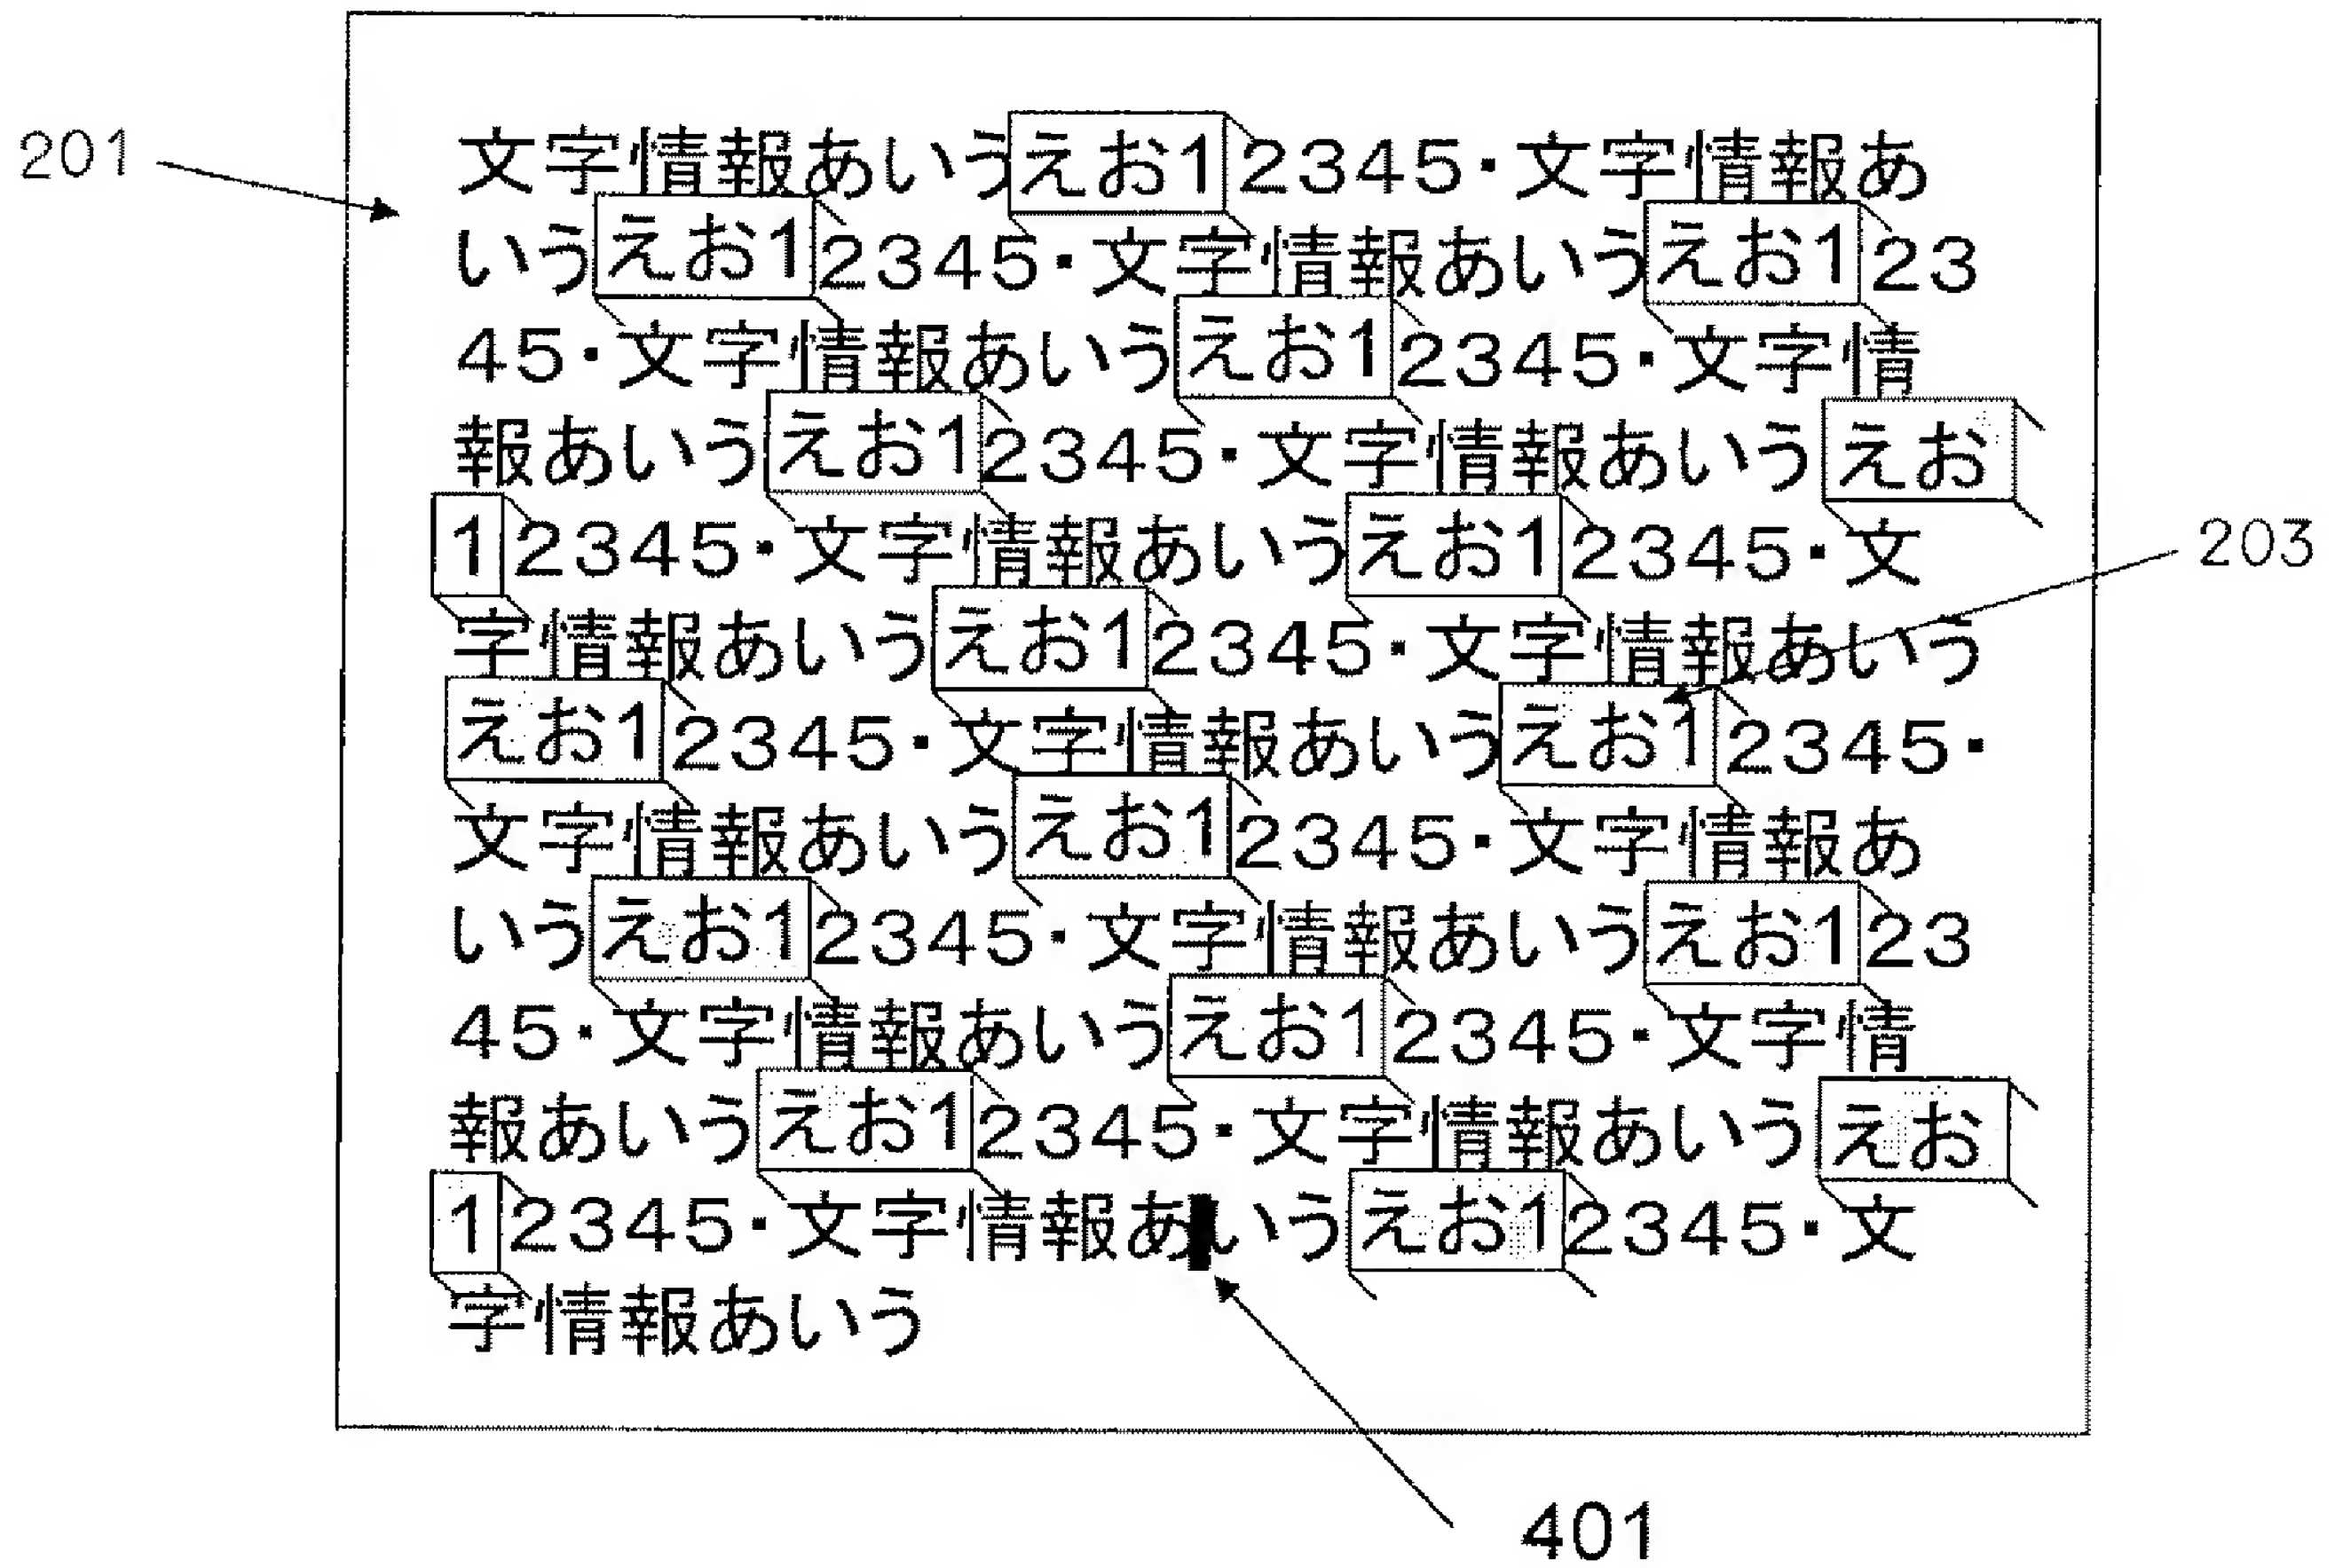 201
文字情報あいうえお12345・文字情報あ
いうえお12345・文字情報あいうえお123
45・文字情報あいうえお12345・文字情
報あいうえお12345・文字情報あいうえお
12345・文字情報あいうえお12345・文
203
字情報あいうえお12345・文字情報あいう
えお12345・文字情報あいうえお12345・
文字情報あいうえお12345・文字情報あ
いうえお12345・文字情報あいうえお123
45・文字情報あいうえお12345・文字情
報あいうえお12345・文字情報あいうえお
12345・文字情報あいうえお12345・文
字情報あいう
401